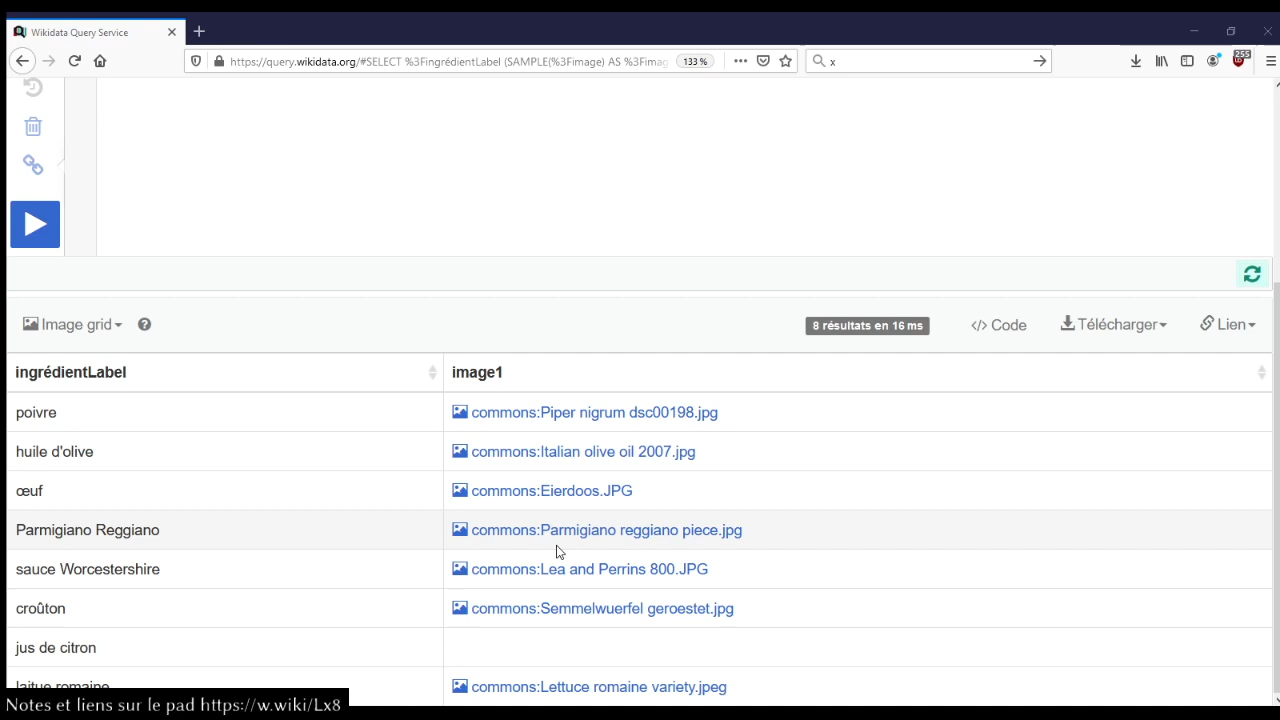 Wikidata Query Service
https://query.wikidata.org/#SELECT %3FingrédientLabel (SAMPLE(%3Fimage) AS %3Fimag
133 %
x
255
Image grid
8 résultats en 16 ms
</> Code
Télécharger
Lien
ingrédientLabel image1
poivre commons:Piper nigrum dsc00198.jpg
huile d'olive commons:Italian olive oil 2007.jpg
œuf commons:Eierdoos.JPG
Parmigiano Reggiano commons:Parmigiano reggiano piece.jpg
sauce Worcestershire commons:Lea and Perrins 800.JPG
croûton commons:Semmelwuerfel geroestet.jpg
jus de citron
laitue romaine commons:Lettuce romaine variety.jpeg
Notes et liens sur le pad https://w.wiki/Lx8